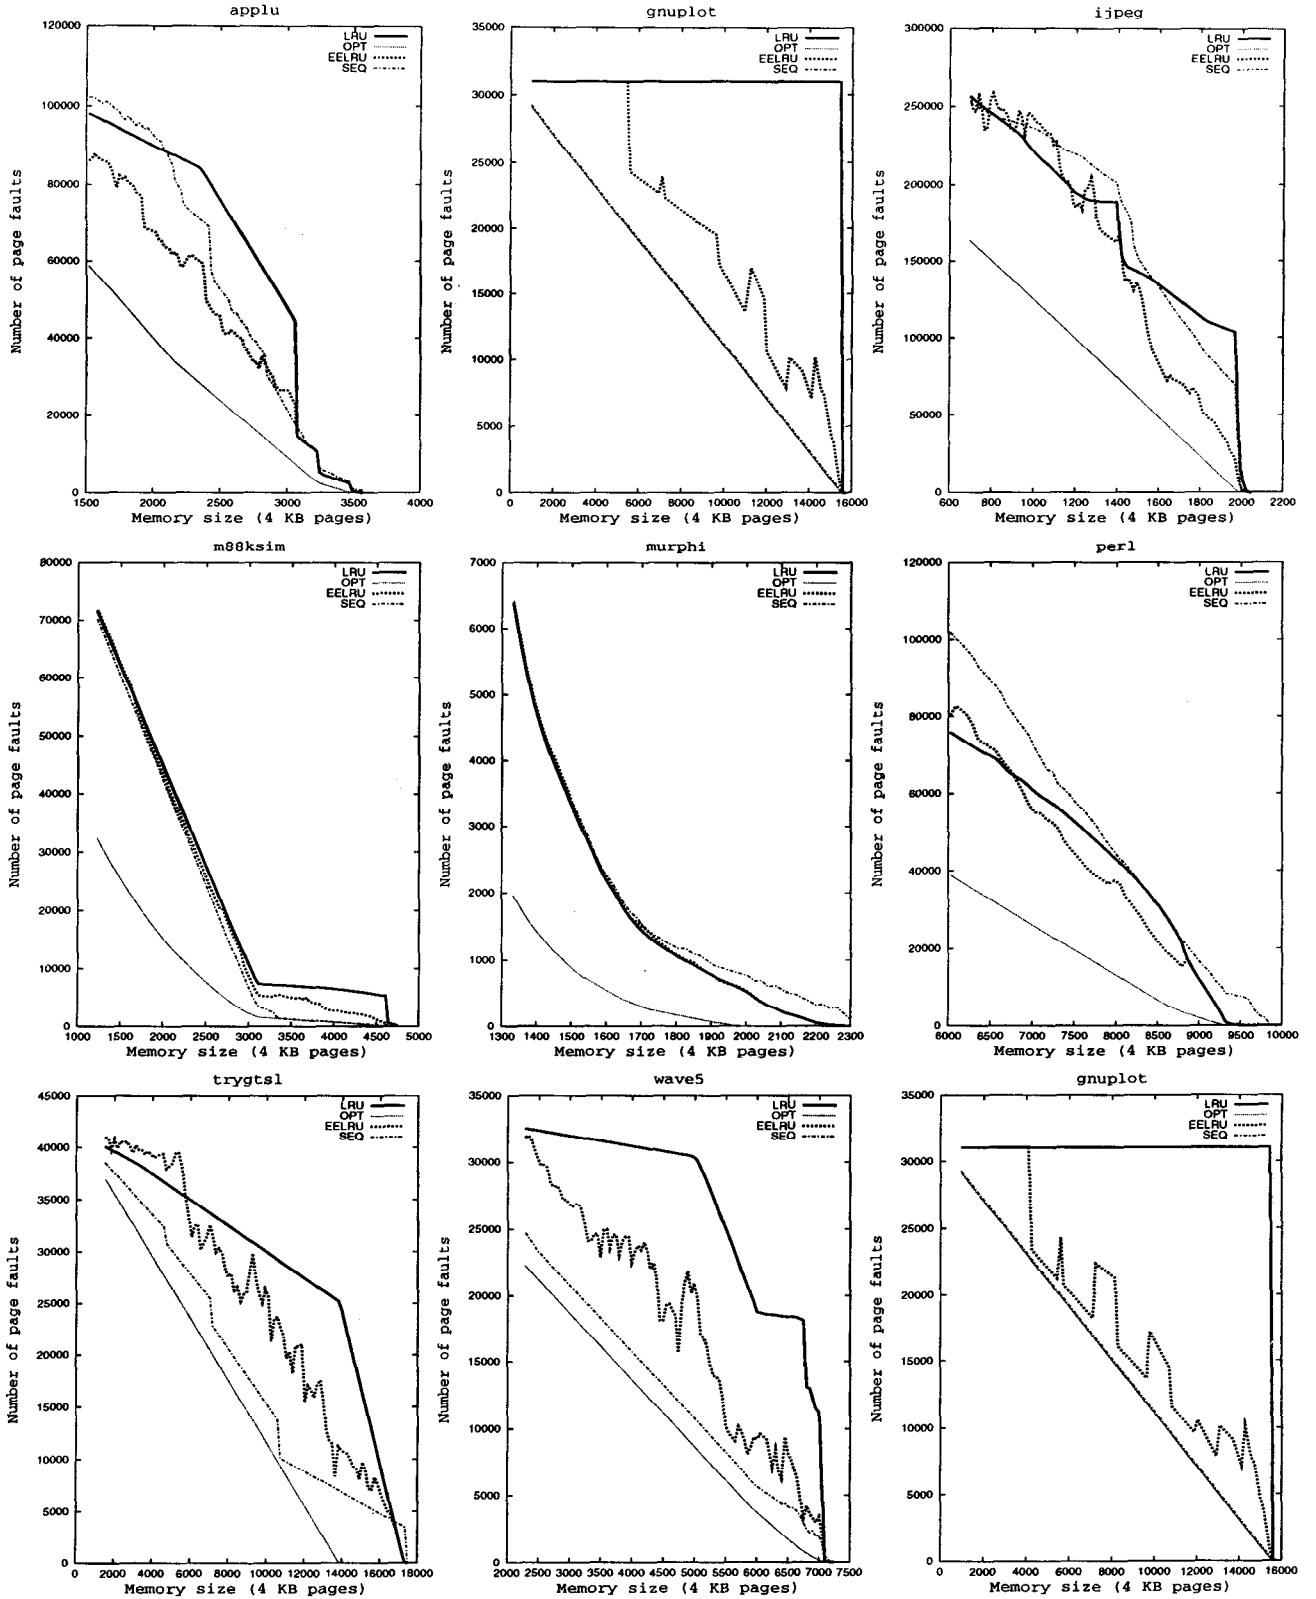 applu
120000
100000
80000
60000
40000
20000
0
1500 2000 2500 3000 3500 4000
Number of page faults
Memory size (4 KB pages)
LRU
OPT
EELRU
SEQ
gnuplot
35000
30000
25000
20000
15000
10000
5000
0
0 2000 4000 6000 8000 10000 12000 14000 16000
Number of page faults
Memory size (4 KB pages)
LRU
OPT
EELRU
SEQ
ijpeg
300000
250000
200000
150000
100000
50000
0
600 800 1000 1200 1400 1600 1800 2000 2200
Number of page faults
Memory size (4 KB pages)
LRU
OPT
EELRU
SEQ
m88ksim
80000
70000
60000
50000
40000
30000
20000
10000
0
1000 1500 2000 2500 3000 3500 4000 4500 5000
Number of page faults
Memory size (4 KB pages)
LRU
OPT
EELRU
SEQ
murphi
7000
6000
5000
4000
3000
2000
1000
0
1300 1400 1500 1600 1700 1800 1900 2000 2100 2200 2300
Number of page faults
Memory size (4 KB pages)
LRU
OPT
EELRU
SEQ
perl
120000
100000
80000
60000
40000
20000
0
6000 6500 7000 7500 8000 8500 9000 9500 10000
Number of page faults
Memory size (4 KB pages)
LRU
OPT
EELRU
SEQ
trygtsl
45000
40000
35000
30000
25000
20000
15000
10000
5000
0
0 2000 4000 6000 8000 10000 12000 14000 16000 18000
Number of page faults
Memory size (4 KB pages)
LRU
OPT
EELRU
SEQ
wave5
35000
30000
25000
20000
15000
10000
5000
0
2000 2500 3000 3500 4000 4500 5000 5500 6000 6500 7000 7500
Number of page faults
Memory size (4 KB pages)
LRU
OPT
EELRU
SEQ
gnuplot
35000
30000
25000
20000
15000
10000
5000
0
0 2000 4000 6000 8000 10000 12000 14000 16000
Number of page faults
Memory size (4 KB pages)
LRU
OPT
EELRU
SEQ